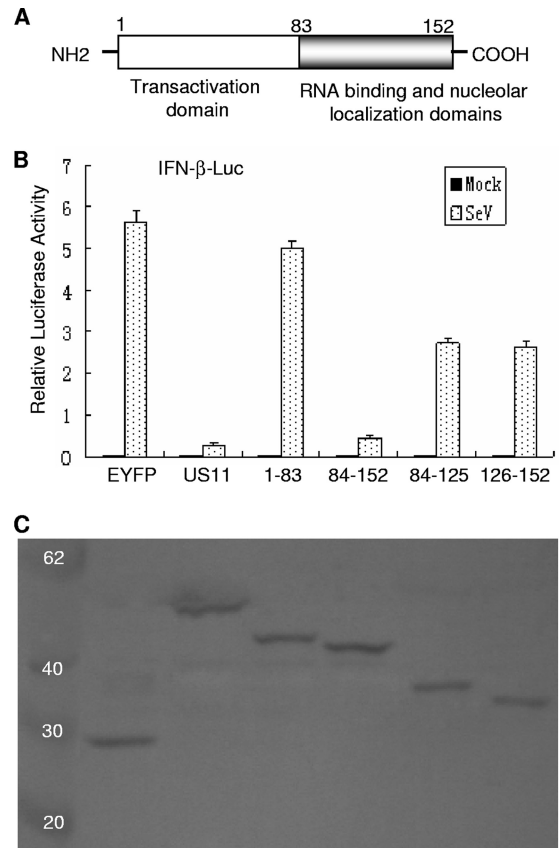 A
1 83 152
NH2 COOH
Transactivation domain
RNA binding and nucleolar localization domains
B
IFN-β-Luc
Mock
SeV
Relative Luciferase Activity
7
6
5
4
3
2
1
0
EYFP US11 1-83 84-152 84-125 126-152
C
62
40
30
20